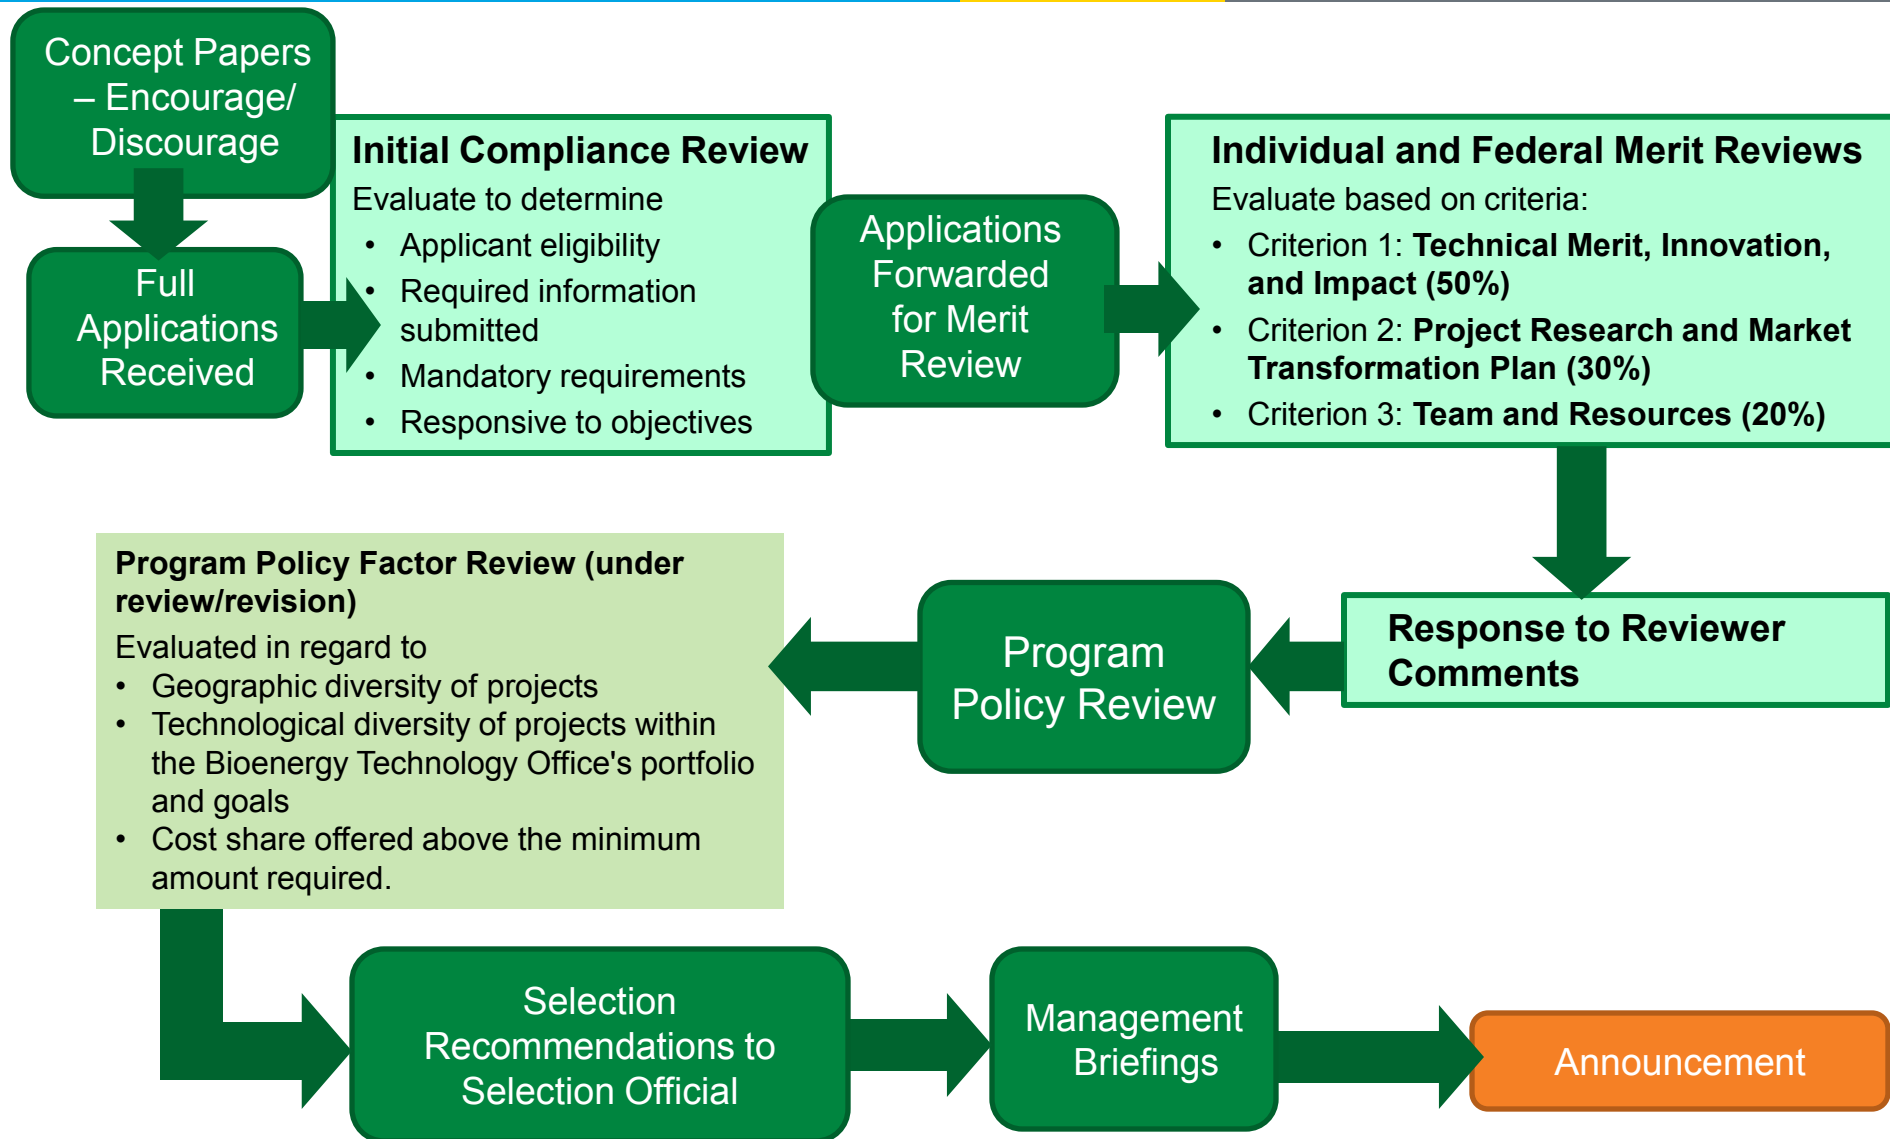 Concept Papers
– Encourage/
Discourage
Full
Applications
Received
Initial Compliance Review
Evaluate to determine
• Applicant eligibility
• Required information
submitted
• Mandatory requirements
• Responsive to objectives
Applications
Forwarded
for Merit
Review
Individual and Federal Merit Reviews
Evaluate based on criteria:
• Criterion 1: Technical Merit, Innovation,
and Impact (50%)
• Criterion 2: Project Research and Market
Transformation Plan (30%)
• Criterion 3: Team and Resources (20%)
Response to Reviewer
Comments
Program
Policy Review
Program Policy Factor Review (under
review/revision)
Evaluated in regard to
• Geographic diversity of projects
• Technological diversity of projects within
the Bioenergy Technology Office's portfolio
and goals
• Cost share offered above the minimum
amount required.
Selection
Recommendations to
Selection Official
Management
Briefings
Announcement